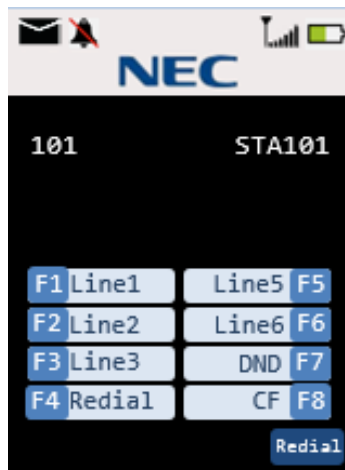 NEC
101 STA101
F1 Line1 Line5 F5
F2 Line2 Line6 F6
F3 Line3 DND F7
F4 Redial CF F8
Redial